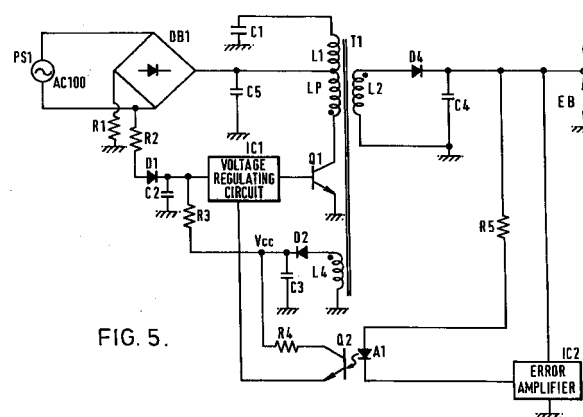 C1
T1
DB1
L1
PS1
D4
AC100
C5
LP
L2
C4
EB
R1
R2
IC1
D1
VOLTAGE
REGULATING
CIRCUIT
Q1
C2
R3
R5
Vcc
D2
L4
C3
FIG. 5.
R4
Q2
A1
IC2
ERROR
AMPLIFIER